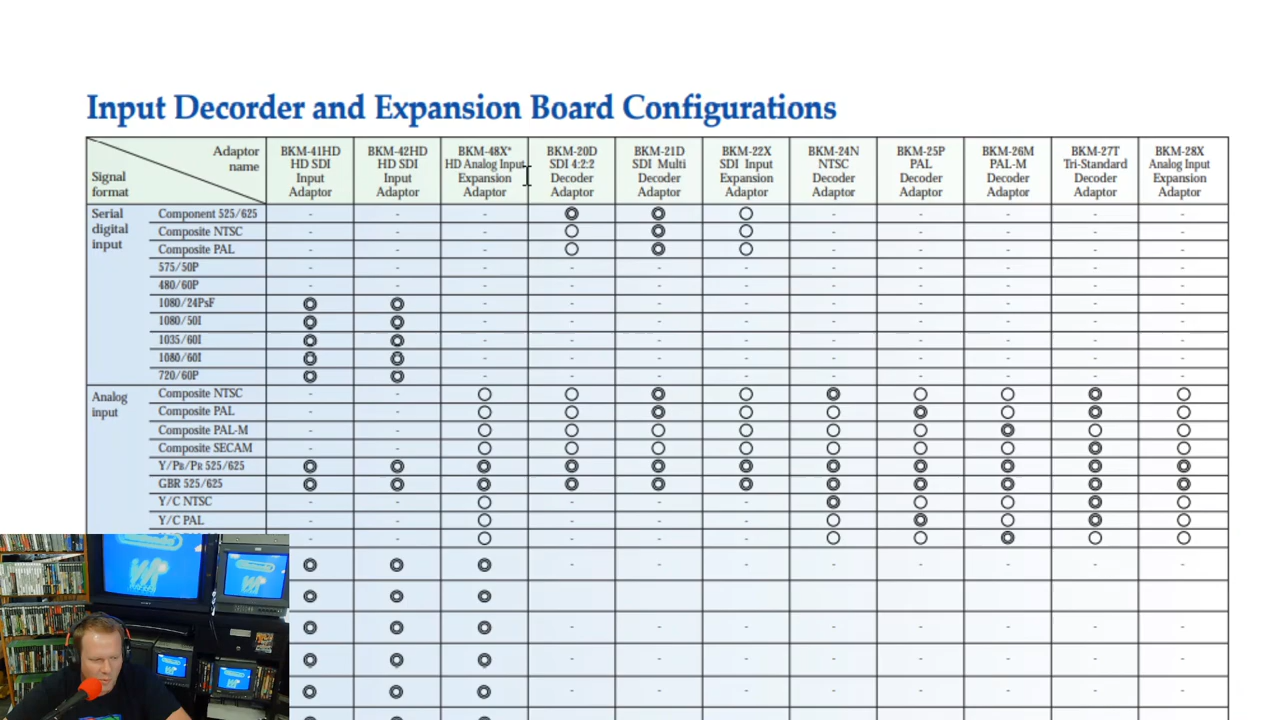 Input Decorder and Expansion Board Configurations
Adaptor name BKM-41HD HD SDI Input Adaptor BKM-42HD HD SDI Input Adaptor BKM-48X* HD Analog Input Expansion Adaptor BKM-20D SDI 4:2:2 Decoder Adaptor BKM-21D SDI Multi Decoder Adaptor BKM-22X SDI Input Expansion Adaptor BKM-24N NTSC Decoder Adaptor BKM-25P PAL Decoder Adaptor BKM-26M PAL-M Decoder Adaptor BKM-27T Tri-Standard Decoder Adaptor BKM-28X Analog Input Expansion Adaptor
Signal format
Serial digital input
Component 525/625 - - - ◎ ◎ ○ - - - - -
Composite NTSC - - - ○ ◎ ○ - - - - -
Composite PAL - - - ○ ◎ ○ - - - - -
575/50P - - - - - - - - - - -
480/60P - - - - - - - - - - -
1080/24PsF ◎ ◎ - - - - - - - - -
1080/50I ◎ ◎ - - - - - - - - -
1035/60I ◎ ◎ - - - - - - - - -
1080/60I ◎ ◎ - - - - - - - - -
720/60P ◎ ◎ - - - - - - - - -
Analog input
Composite NTSC - - ○ ○ ◎ ○ ◎ ○ ○ ◎ ○
Composite PAL - - ○ ○ ◎ ○ ○ ◎ ○ ◎ ○
Composite PAL-M - - ○ ○ ○ ○ ○ ○ ◎ ○ ○
Composite SECAM - - ○ ○ ○ ○ ○ ○ ○ ◎ ○
Y/PB/PR 525/625 ◎ ◎ ◎ ◎ ◎ ◎ ◎ ◎ ◎ ◎ ◎
GBR 525/625 ◎ ◎ ◎ ◎ ◎ ◎ ◎ ◎ ◎ ◎ ◎
Y/C NTSC - - ○ - - - ◎ ○ ○ ◎ ○
Y/C PAL - - ○ - - - ○ ◎ ○ ◎ ○
- - ○ - - - ○ ○ ◎ ○ ○
◎ ◎ ◎ - - - - - - - -
◎ ◎ ◎
◎ ◎ ◎ - - - - - - - -
◎ ◎ ◎ - - - - - - - -
◎ ◎ ◎ - - - - - - - -